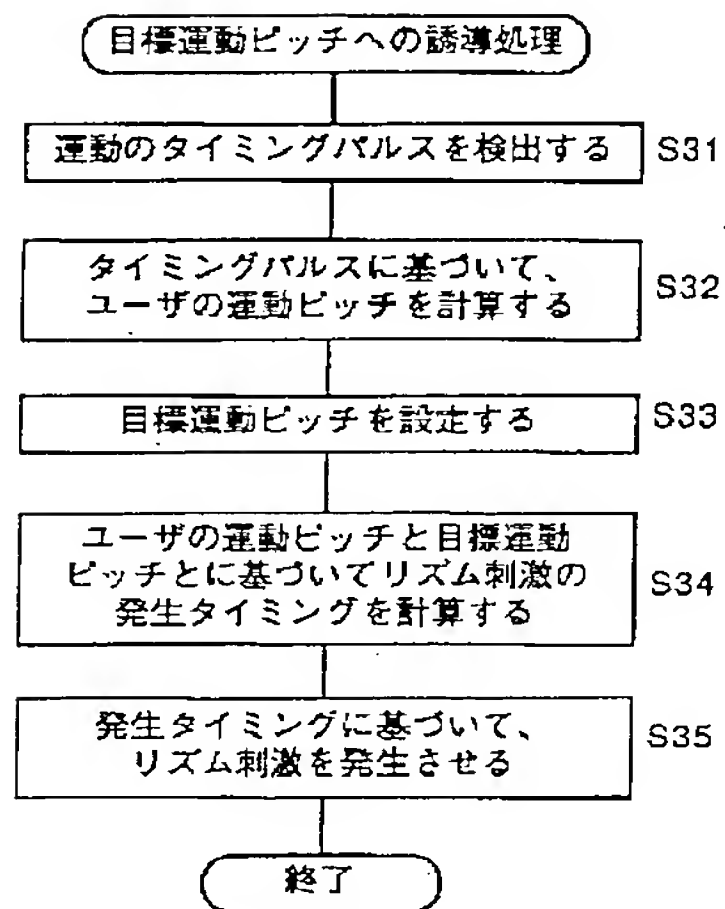 目標運動ピッチへの誘導処理
運動のタイミングパルスを検出する S31
タイミングパルスに基づいて、
ユーザの運動ピッチを計算する
S32
目標運動ピッチを設定する S33
ユーザの運動ピッチと目標運動
ピッチとに基づいてリズム刺激の
発生タイミングを計算する
S34
発生タイミングに基づいて、
リズム刺激を発生させる
S35
終了